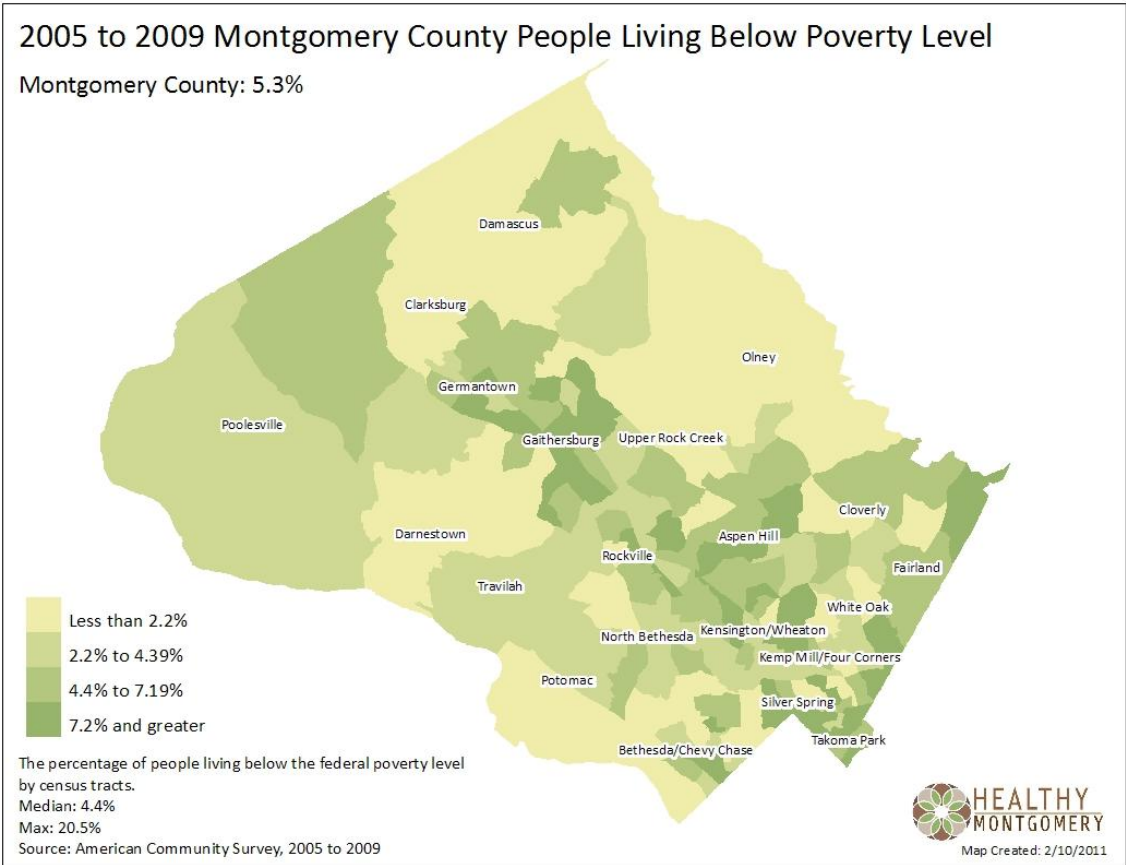 2005 to 2009 Montgomery County People Living Below Poverty Level
Montgomery County: 5.3%
Damascus
Clarksburg
Olney
Germantown
Poolesville
Gaithersburg
Upper Rock Creek
Cloverly
Darnestown
Aspen Hill
Rockville
Fairland
Travilah
White Oak
North Bethesda
Kensington/Wheaton
Kemp Mill/Four Corners
Potomac
Silver Spring
Takoma Park
Bethesda/Chevy Chase
Less than 2.2%
2.2% to 4.39%
4.4% to 7.19%
7.2% and greater
The percentage of people living below the federal poverty level
by census tracts.
Median: 4.4%
Max: 20.5%
Source: American Community Survey, 2005 to 2009
HEALTHY
MONTGOMERY
Map Created: 2/10/2011